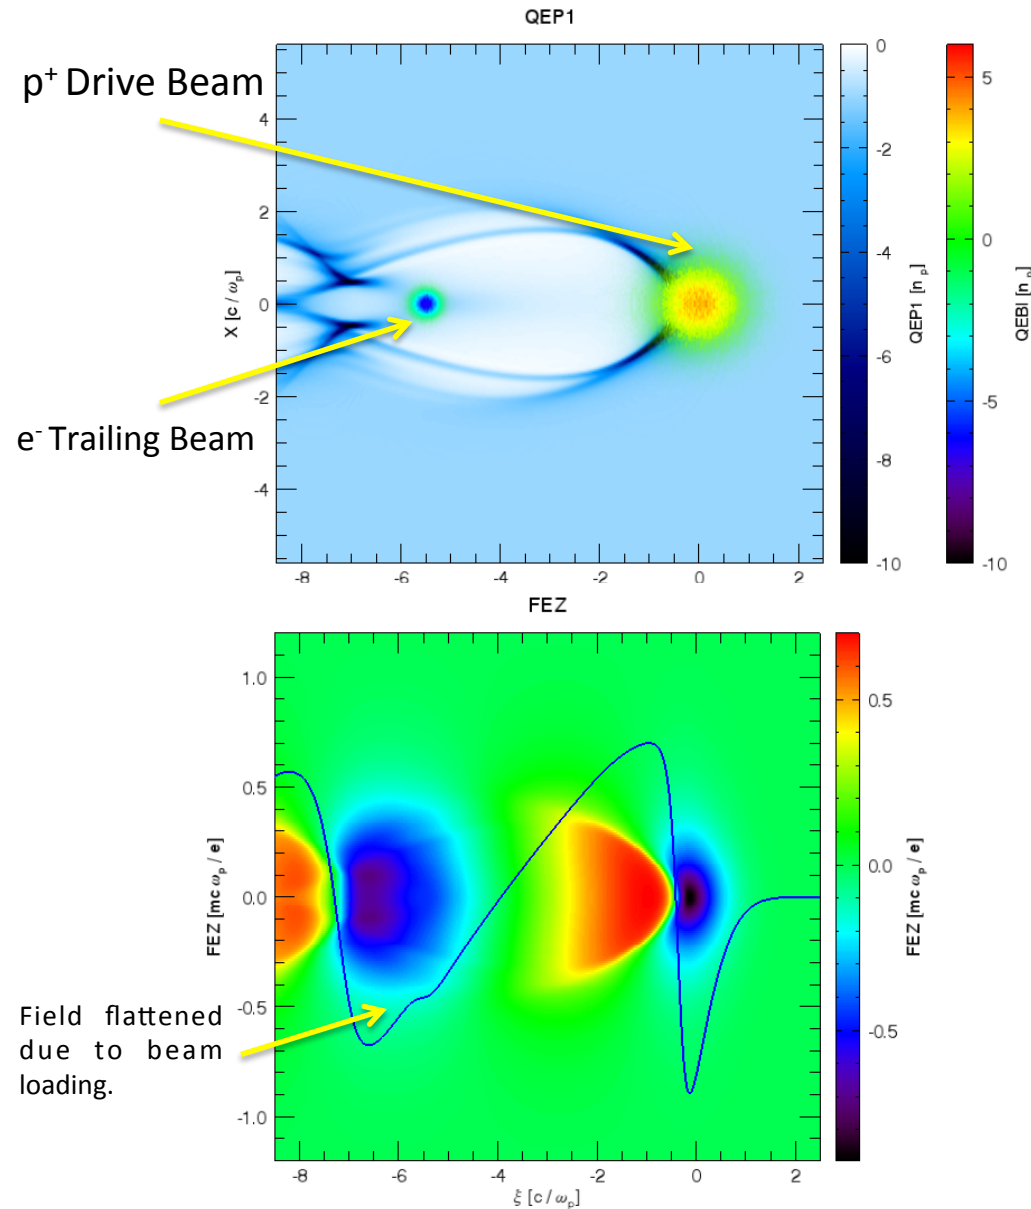 QEP1
p+ Drive Beam
e- Trailing Beam
X [c / ωp]
4
2
0
-2
-4
-8
-6
-4
-2
0
2
0
-2
-4
-6
-8
-10
QEP1 [np]
5
0
-5
-10
QEBI [np]
FEZ
1.0
0.5
0.0
-0.5
-1.0
FEZ [mc ωp / e]
Field flattened
due to beam
loading.
-8
-6
-4
-2
0
2
ξ [c / ωp]
0.5
0.0
-0.5
FEZ [mc ωp / e]